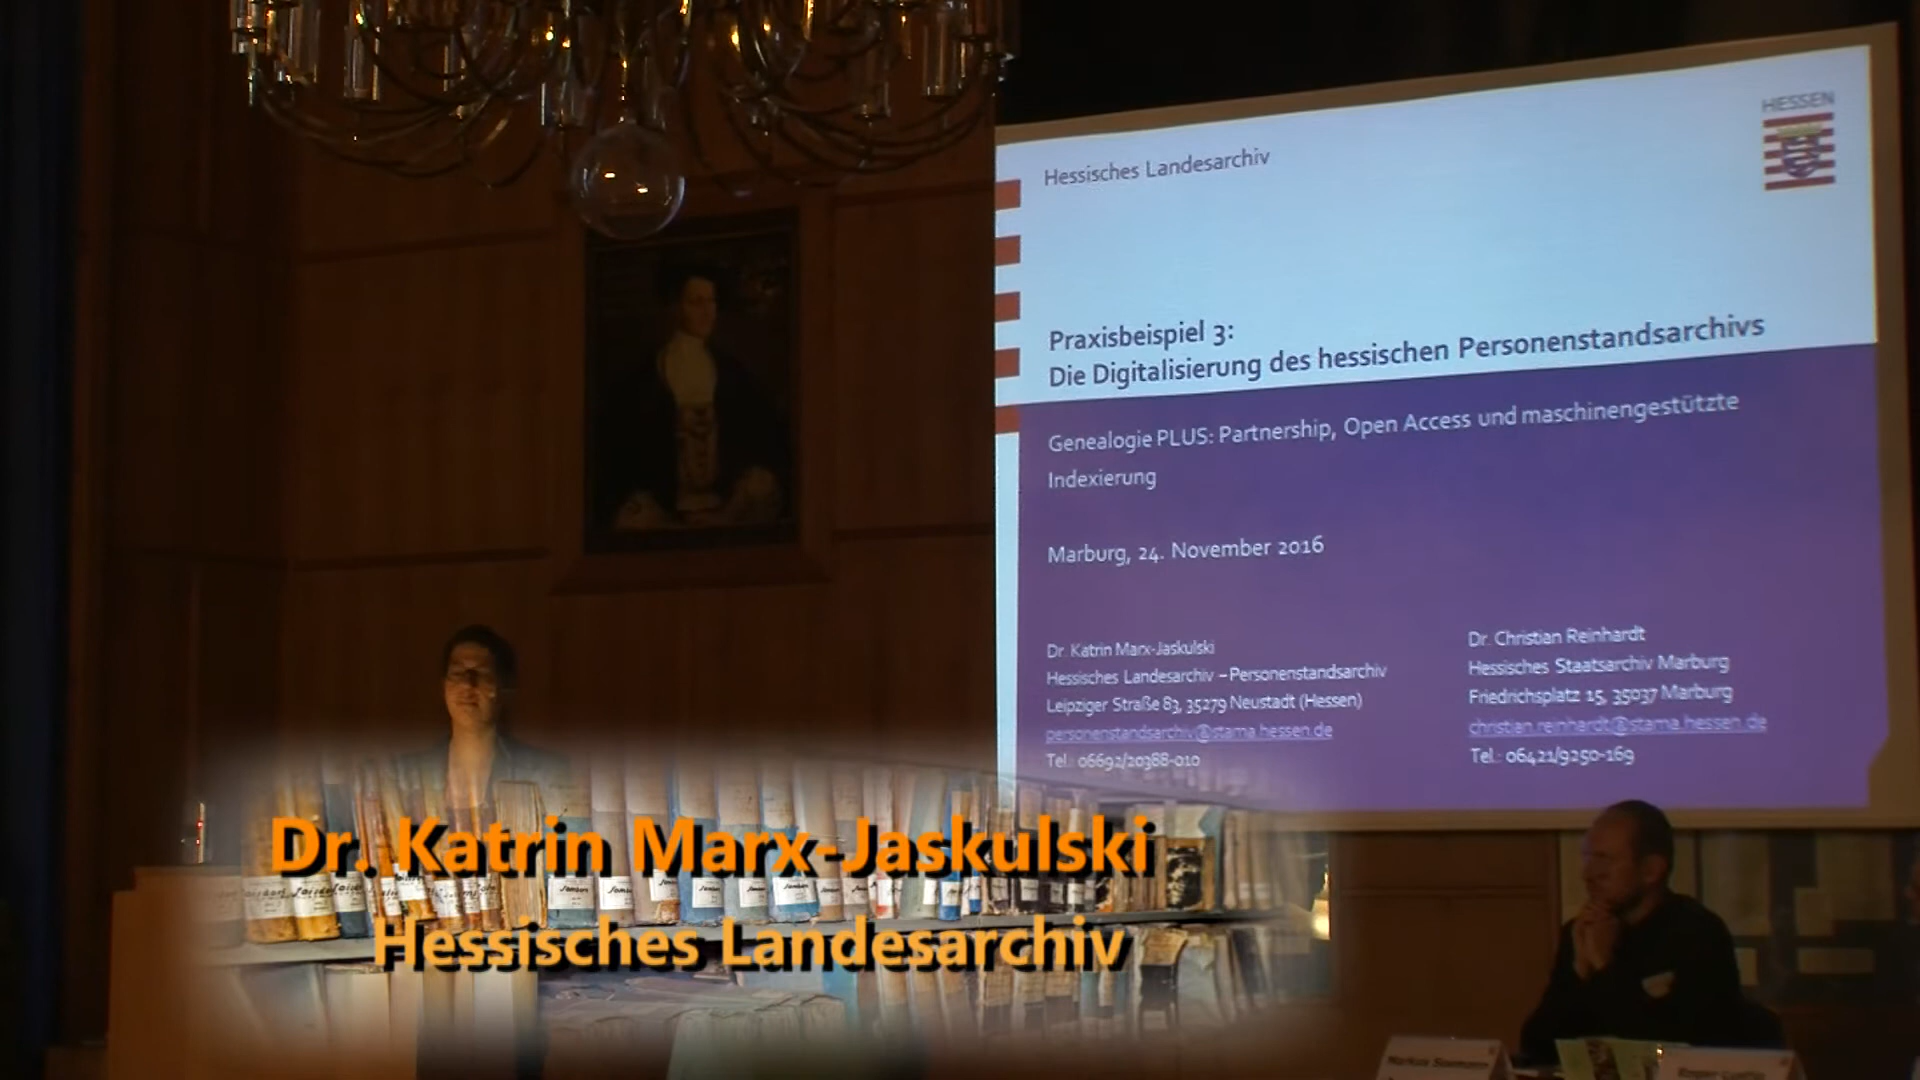 HESSEN
Hessisches Landesarchiv
Praxisbeispiel 3:
Die Digitalisierung des hessischen Personenstandsarchivs
Genealogie PLUS: Partnership, Open Access und maschinengestützte
Indexierung
Marburg, 24. November 2016
Dr. Katrin Marx-Jaskulski
Hessisches Landesarchiv – Personenstandsarchiv
Leipziger Straße 83, 35279 Neustadt (Hessen)
personenstandsarchiv@stama.hessen.de
Tel.: 06692/20388-010
Dr. Christian Reinhardt
Hessisches Staatsarchiv Marburg
Friedrichsplatz 15, 35037 Marburg
christian.reinhardt@stama.hessen.de
Tel.: 06421/9250-169
Dr. Katrin Marx-Jaskulski
Hessisches Landesarchiv